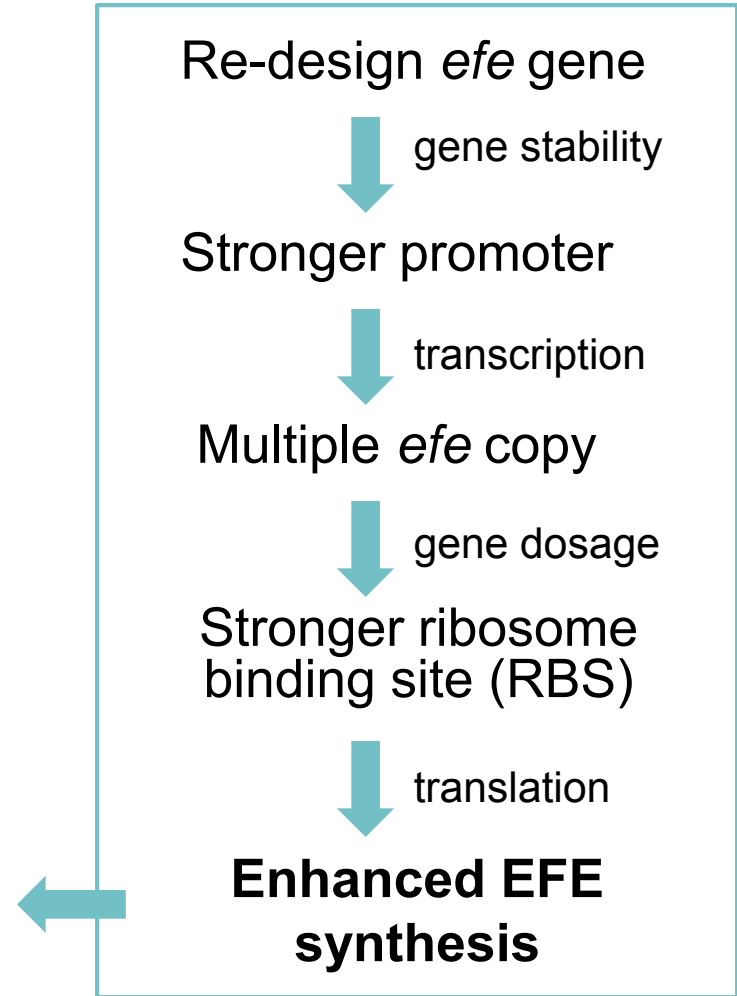 Re-design efe gene
gene stability
Stronger promoter
transcription
Multiple efe copy
gene dosage
Stronger ribosome
binding site (RBS)
translation
Enhanced EFE
synthesis